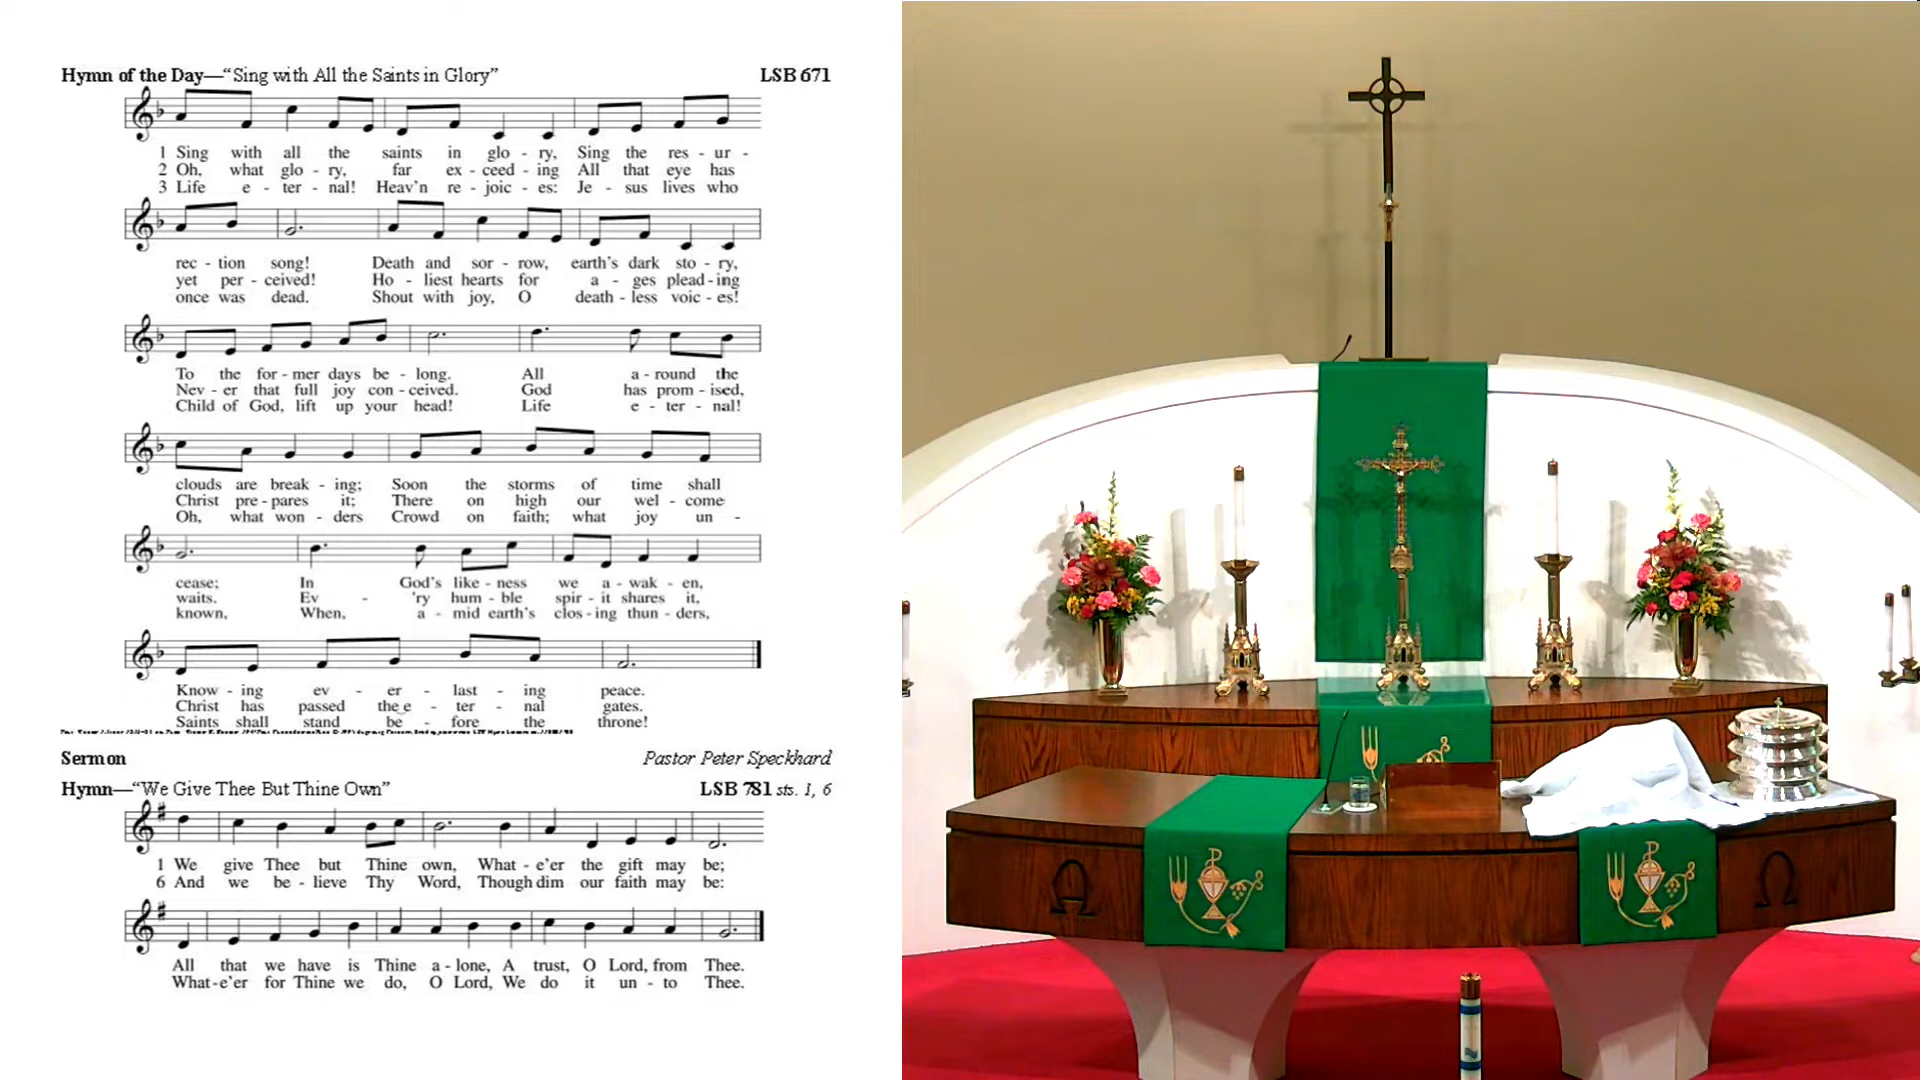 Hymn of the Day—“Sing with All the Saints in Glory” LSB 671
1 Sing with all the saints in glo - ry, Sing the res - ur -
2 Oh, what glo - ry, far ex - ceed - ing All that eye has
3 Life e - ter - nal! Heav’n re - joic - es: Je - sus lives who
rec - tion song! Death and sor - row, earth’s dark sto - ry,
yet per - ceived! Ho - liest hearts for a - ges plead - ing
once was dead. Shout with joy, O death - less voic - es!
To the for - mer days be - long. All a - round the
Nev - er that full joy con - ceived. God has prom - ised,
Child of God, lift up your head! Life e - ter - nal!
clouds are break - ing; Soon the storms of time shall
Christ pre - pares it; There on high our wel - come
Oh, what won - ders Crowd on faith; what joy un -
cease; In God’s like - ness we a - wak - en,
waits. Ev - ’ry hum - ble spir - it shares it,
known, When, a - mid earth’s clos - ing thun - ders,
Know - ing ev - er - last - ing peace.
Christ has passed the e - ter - nal gates.
Saints shall stand be - fore the throne!
Sermon Pastor Peter Speckhard
Hymn—“We Give Thee But Thine Own” LSB 781 sts. 1, 6
1 We give Thee but Thine own, What - e’er the gift may be;
6 And we be - lieve Thy Word, Though dim our faith may be:
All that we have is Thine a - lone, A trust, O Lord, from Thee.
What - e’er for Thine we do, O Lord, We do it un - to Thee.
Α
Ω